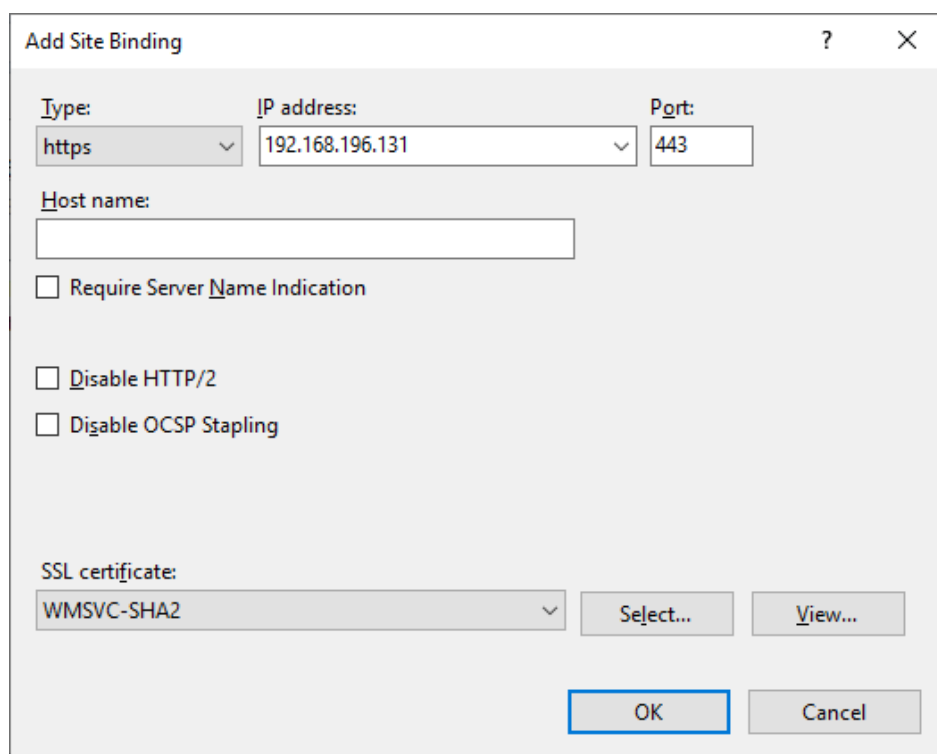 Add Site Binding ?
Type: IP address: Port:
https 192.168.196.131 443
Host name:
Require Server Name Indication
Disable HTTP/2
Disable OCSP Stapling
SSL certificate:
WMSVC-SHA2 Select... View...
OK Cancel